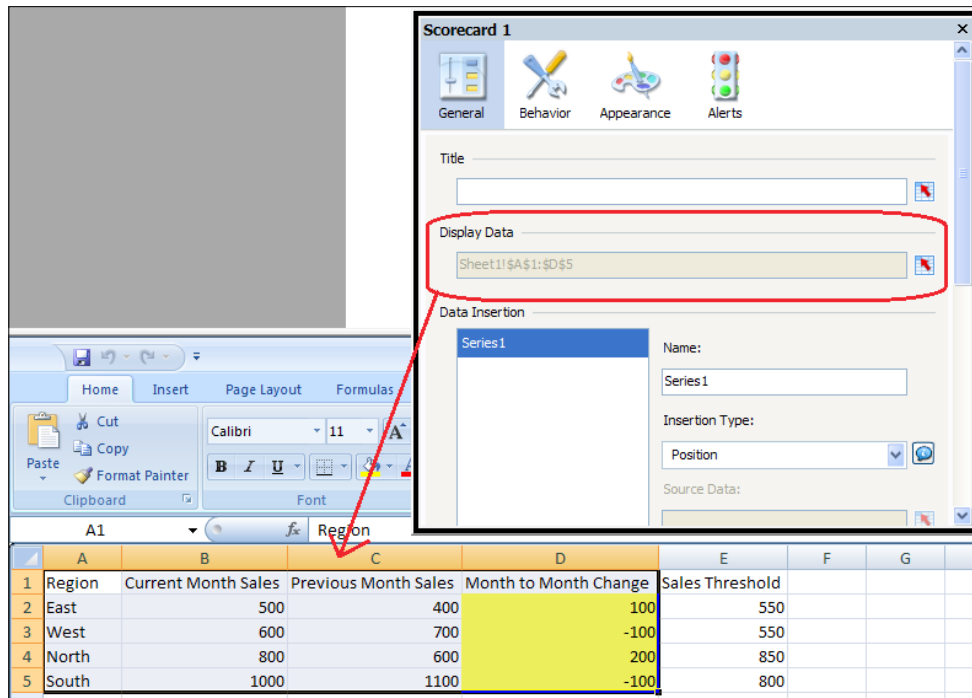 Scorecard 1
General Behavior Appearance Alerts
Title
Display Data
Sheet1!$A$1:$D$5
Data Insertion
Series1
Name:
Series1
Insertion Type:
Position
Source Data:
Home Insert Page Layout Formulas
Cut
Copy
Format Painter
Paste
Clipboard
Calibri 11 A
B I U A
Font
A1 fx Region
A B C D E F G
1 Region Current Month Sales Previous Month Sales Month to Month Change Sales Threshold
2 East 500 400 100 550
3 West 600 700 -100 550
4 North 800 600 200 850
5 South 1000 1100 -100 800